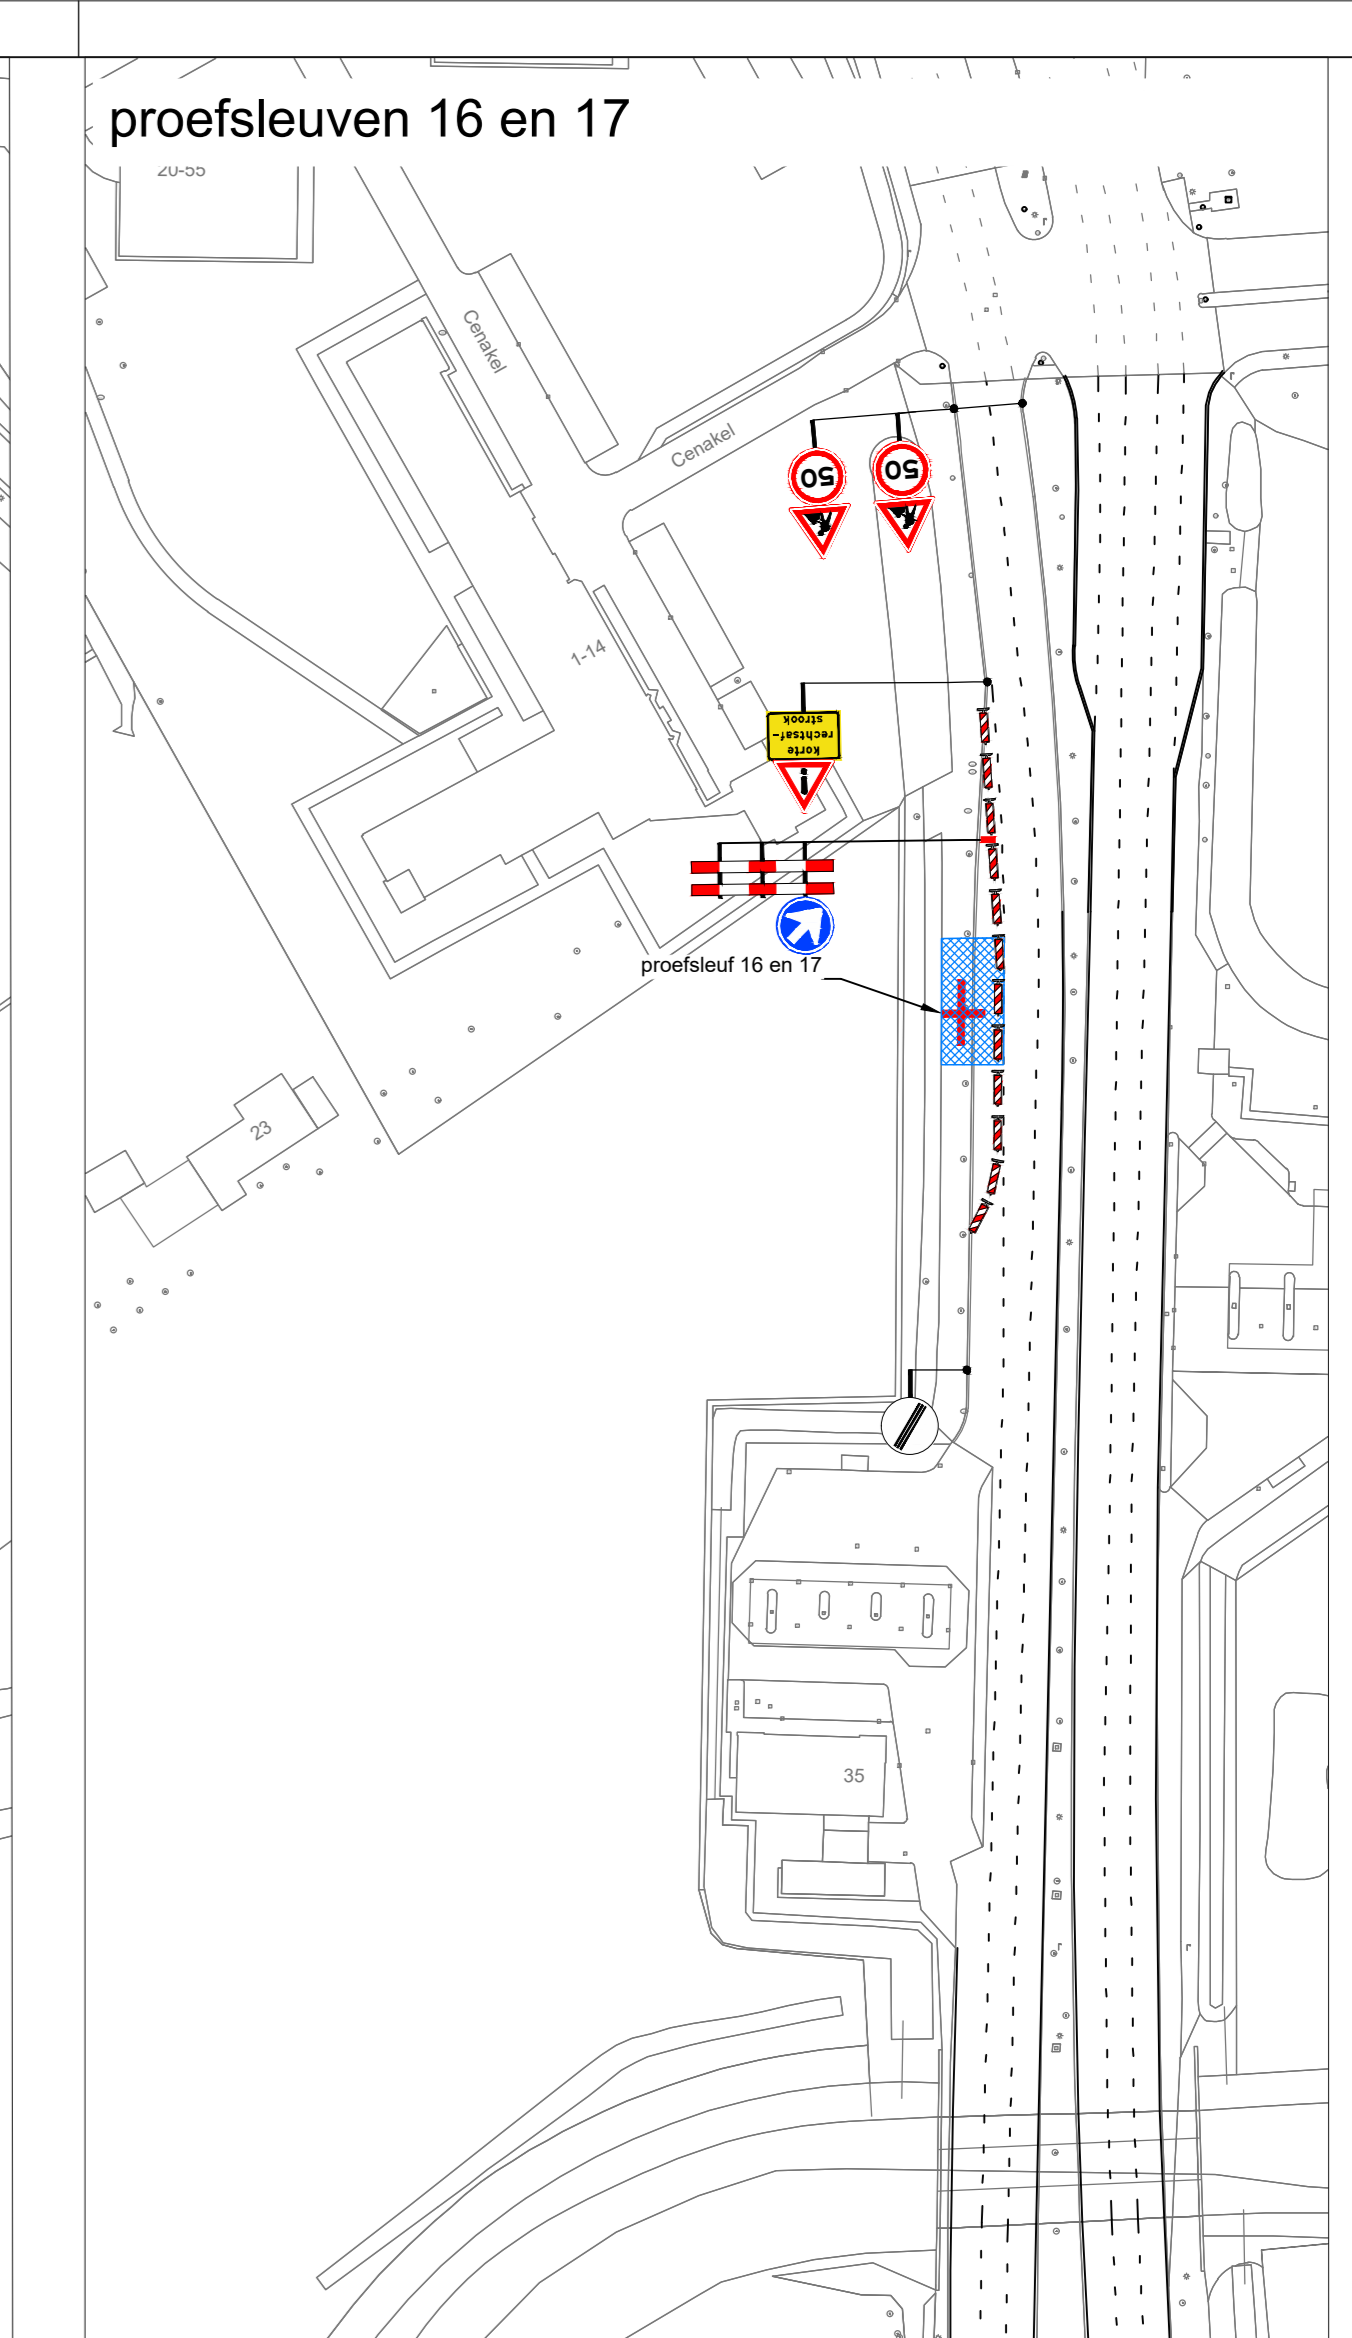 proefsleuven 16 en 17
20-55
Cenakel
Cenakel
50
50
1-14
korte
rechtsaf-
strook
proefsleuf 16 en 17
23
35